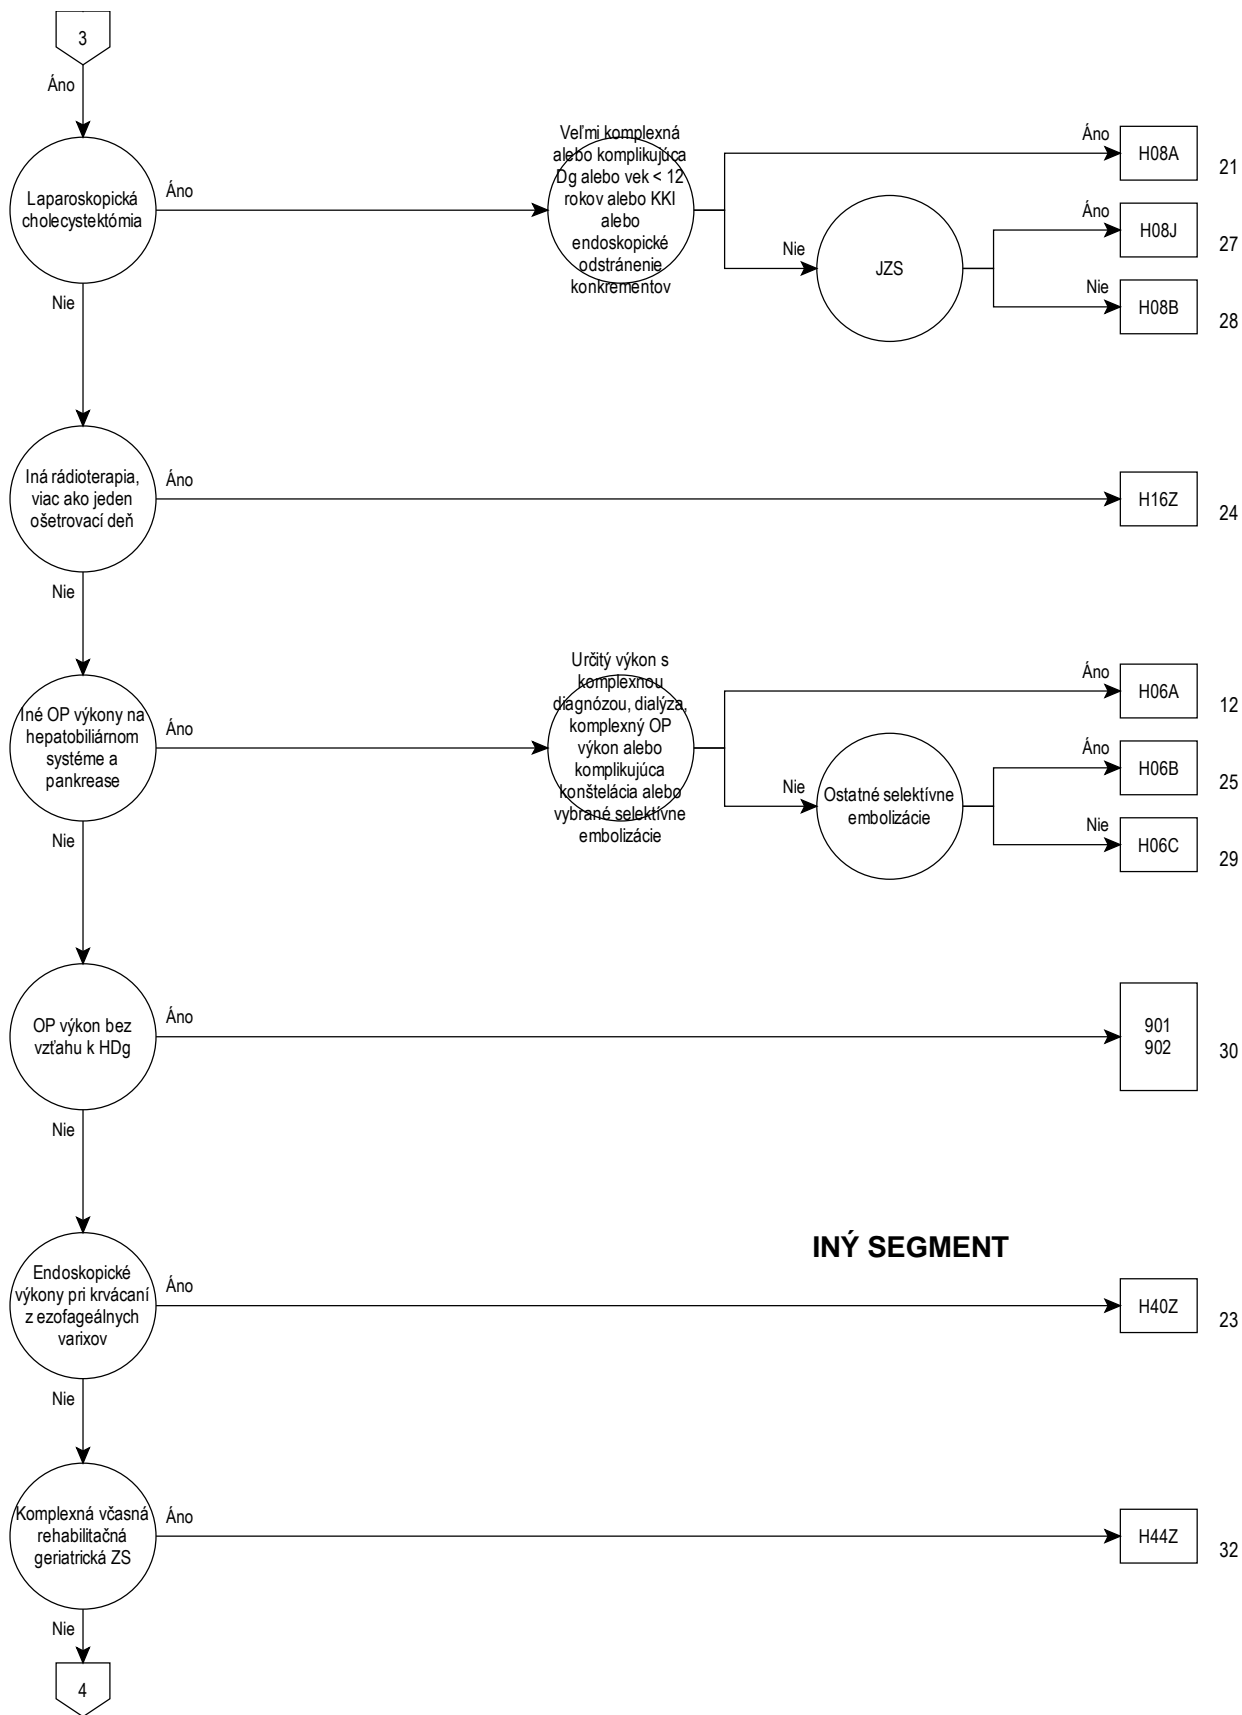 3
Áno
Laparoskopická
cholecystektómia
Áno
Veľmi komplexná
alebo komplikujúca
Dg alebo vek < 12
rokov alebo KKI
alebo
endoskopické
odstránenie
konkrementov
Áno
H08A
21
Nie
JZS
Áno
H08J
27
Nie
H08B
28
Nie
Iná rádioterapia,
viac ako jeden
ošetrovací deň
Áno
H16Z
24
Nie
Iné OP výkony na
hepatobiliárnom
systéme a
pankrease
Áno
Určitý výkon s
komplexnou
diagnózou, dialýza,
komplexný OP
výkon alebo
komplikujúca
konštelácia alebo
vybrané selektívne
embolizácie
Áno
H06A
12
Nie
Ostatné selektívne
embolizácie
Áno
H06B
25
Nie
H06C
29
Nie
OP výkon bez
vzťahu k HDg
Áno
901
902
30
Nie
INÝ SEGMENT
Endoskopické
výkony pri krvácaní
z ezofageálnych
varixov
Áno
H40Z
23
Nie
Komplexná včasná
rehabilitačná
geriatrická ZS
Áno
H44Z
32
Nie
4